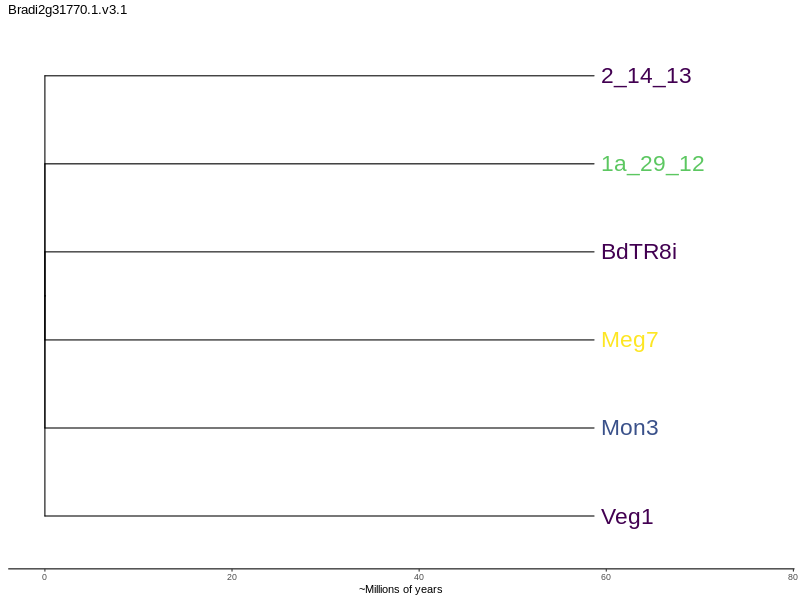 Bradi2g31770.1.v3.1
2_14_13
1a_29_12
BdTR8i
Meg7
Mon3
Veg1
0 20 40 60 80
~Millions of years